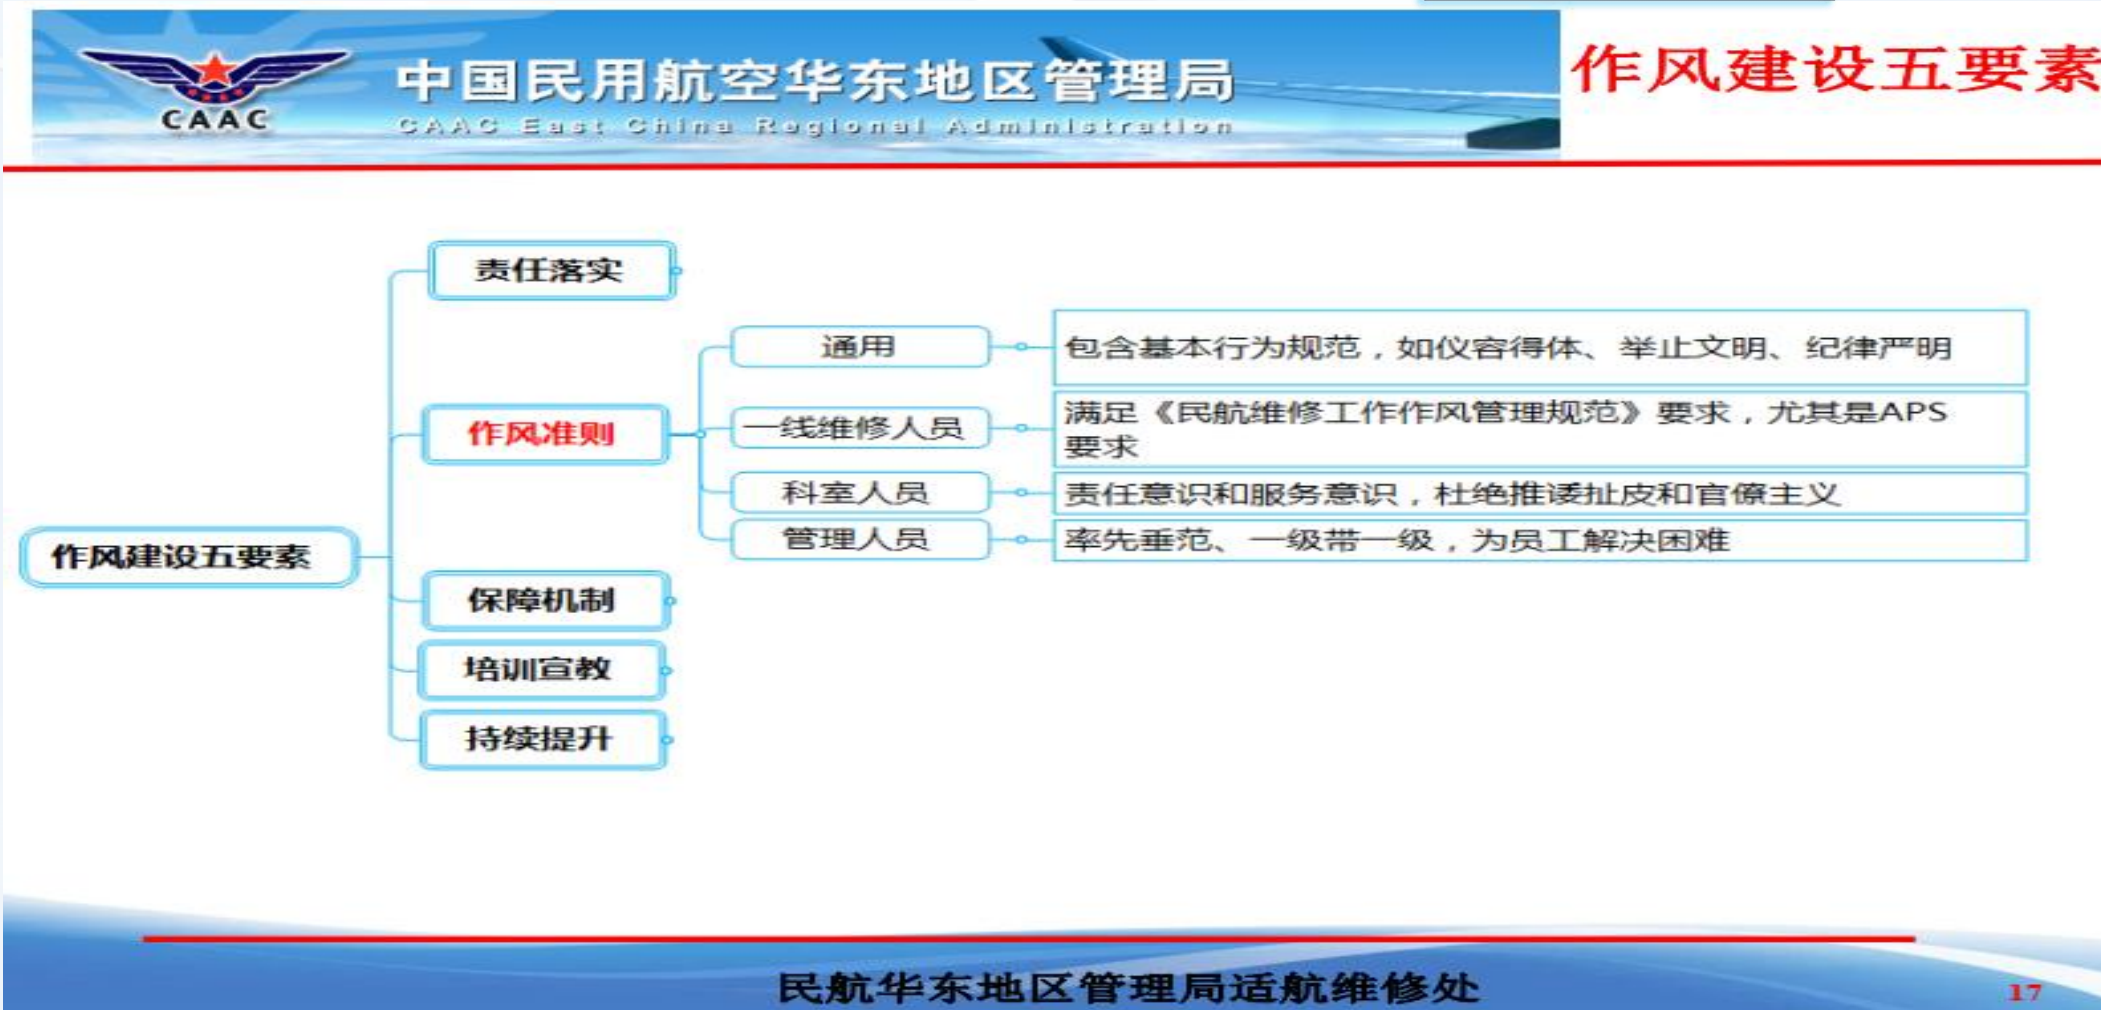 作风建设五要素
中国民用航空华东地区管理局
CAAC
CAAC East China Regional Administration
责任落实
通用
包含基本行为规范，如仪容得体、举止文明、纪律严明
作风准则
一线维修人员
满足《民航维修工作作风管理规范》要求，尤其是APS
要求
科室人员
责任意识和服务意识，杜绝推诿扯皮和官僚主义
管理人员
率先垂范、一级带一级，为员工解决困难
作风建设五要素
保障机制
培训宣教
持续提升
民航华东地区管理局适航维修处
17